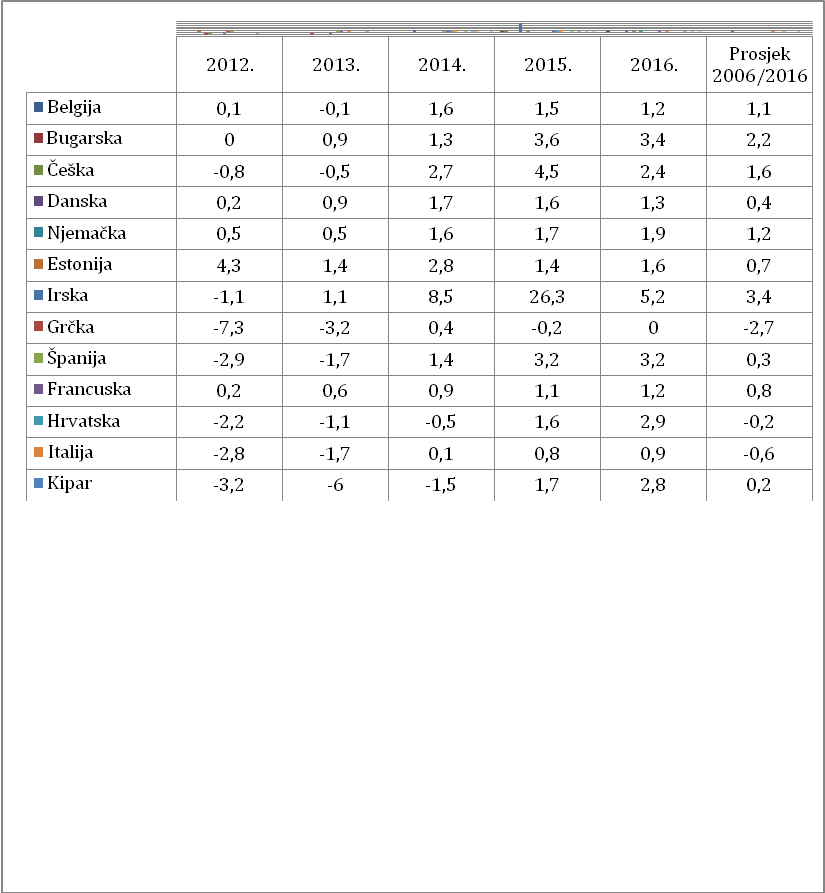 2012. 2013. 2014. 2015. 2016. Prosjek 2006/2016
Belgija 0,1 -0,1 1,6 1,5 1,2 1,1
Bugarska 0 0,9 1,3 3,6 3,4 2,2
Češka -0,8 -0,5 2,7 4,5 2,4 1,6
Danska 0,2 0,9 1,7 1,6 1,3 0,4
Njemačka 0,5 0,5 1,6 1,7 1,9 1,2
Estonija 4,3 1,4 2,8 1,4 1,6 0,7
Irska -1,1 1,1 8,5 26,3 5,2 3,4
Grčka -7,3 -3,2 0,4 -0,2 0 -2,7
Španija -2,9 -1,7 1,4 3,2 3,2 0,3
Francuska 0,2 0,6 0,9 1,1 1,2 0,8
Hrvatska -2,2 -1,1 -0,5 1,6 2,9 -0,2
Italija -2,8 -1,7 0,1 0,8 0,9 -0,6
Kipar -3,2 -6 -1,5 1,7 2,8 0,2